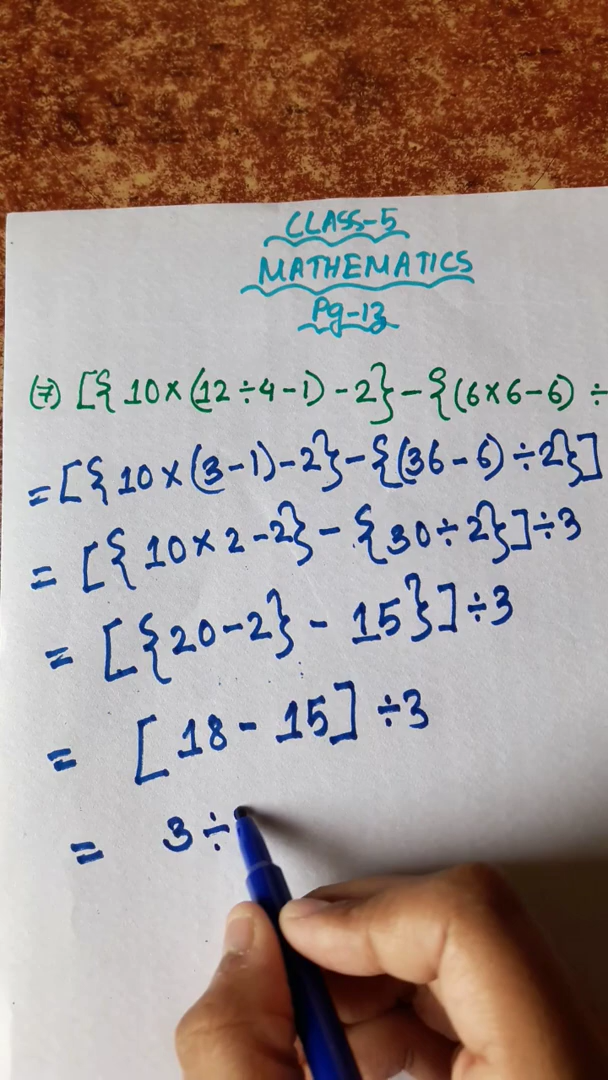 CLASS-5
MATHEMATICS
Pg-13
(7) [{10×(12÷4-1)-2}-{(6×6-6)÷
=[{10×(3-1)-2}-{(36-6)÷2}]
= [{10×2-2}-{30÷2}]÷3
= [{20-2}-15}]÷3
= [18-15]÷3
= 3÷